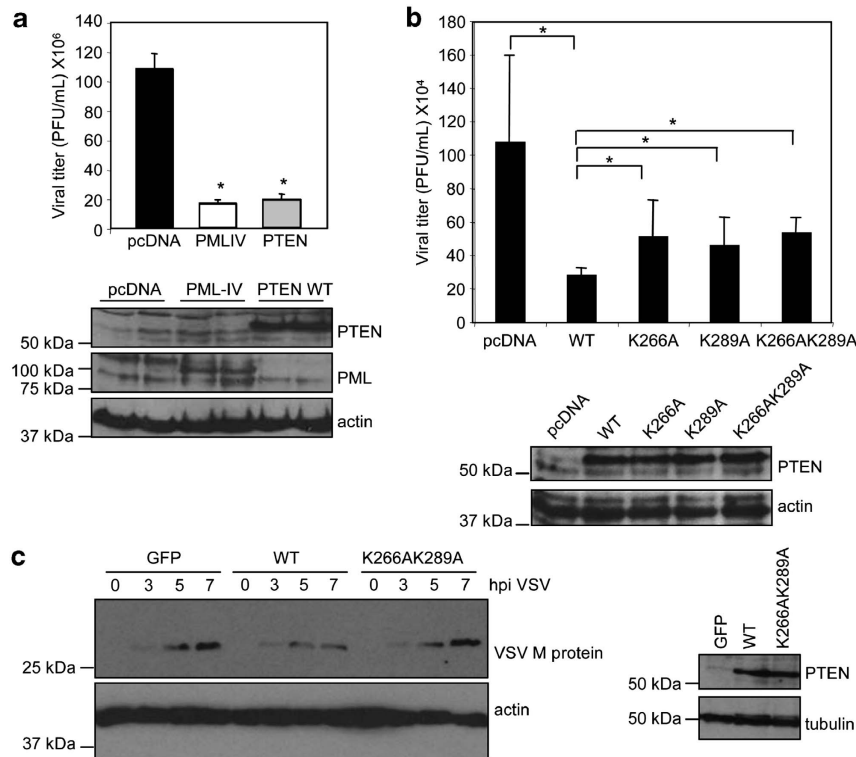 a
Viral titer (PFU/mL) X10⁶
140
120
100
80
60
40
20
0
*
*
pcDNA PMLIV PTEN
pcDNA PML-IV PTEN WT
PTEN
50 kDa
100 kDa
75 kDa
PML
actin
37 kDa
b
Viral titer (PFU/mL) X10⁴
200
160
120
80
60
40
20
0
*
*
*
*
pcDNA WT K266A K289A K266AK289A
pcDNA WT K266A K289A K266AK289A
50 kDa
PTEN
actin
37 kDa
c
GFP WT K266AK289A
0 3 5 7 0 3 5 7 0 3 5 7 hpi VSV
VSV M protein
25 kDa
actin
37 kDa
GFP WT K266AK289A
PTEN
50 kDa
50 kDa
tubulin